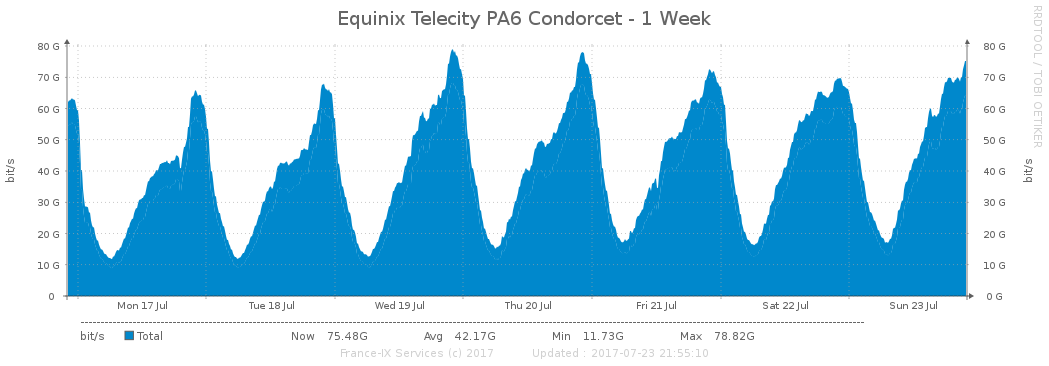 Equinix Telecity PA6 Condorcet - 1 Week
RRDTOOL / TOBI OETIKER
bit/s
80 G
70 G
60 G
50 G
40 G
30 G
20 G
10 G
0
80 G
70 G
60 G
50 G
40 G
30 G
20 G
10 G
0 G
bit/s
Mon 17 Jul Tue 18 Jul Wed 19 Jul Thu 20 Jul Fri 21 Jul Sat 22 Jul Sun 23 Jul
bit/s Total Now 75.48G Avg 42.17G Min 11.73G Max 78.82G
France-IX Services (c) 2017 Updated : 2017-07-23 21:55:10